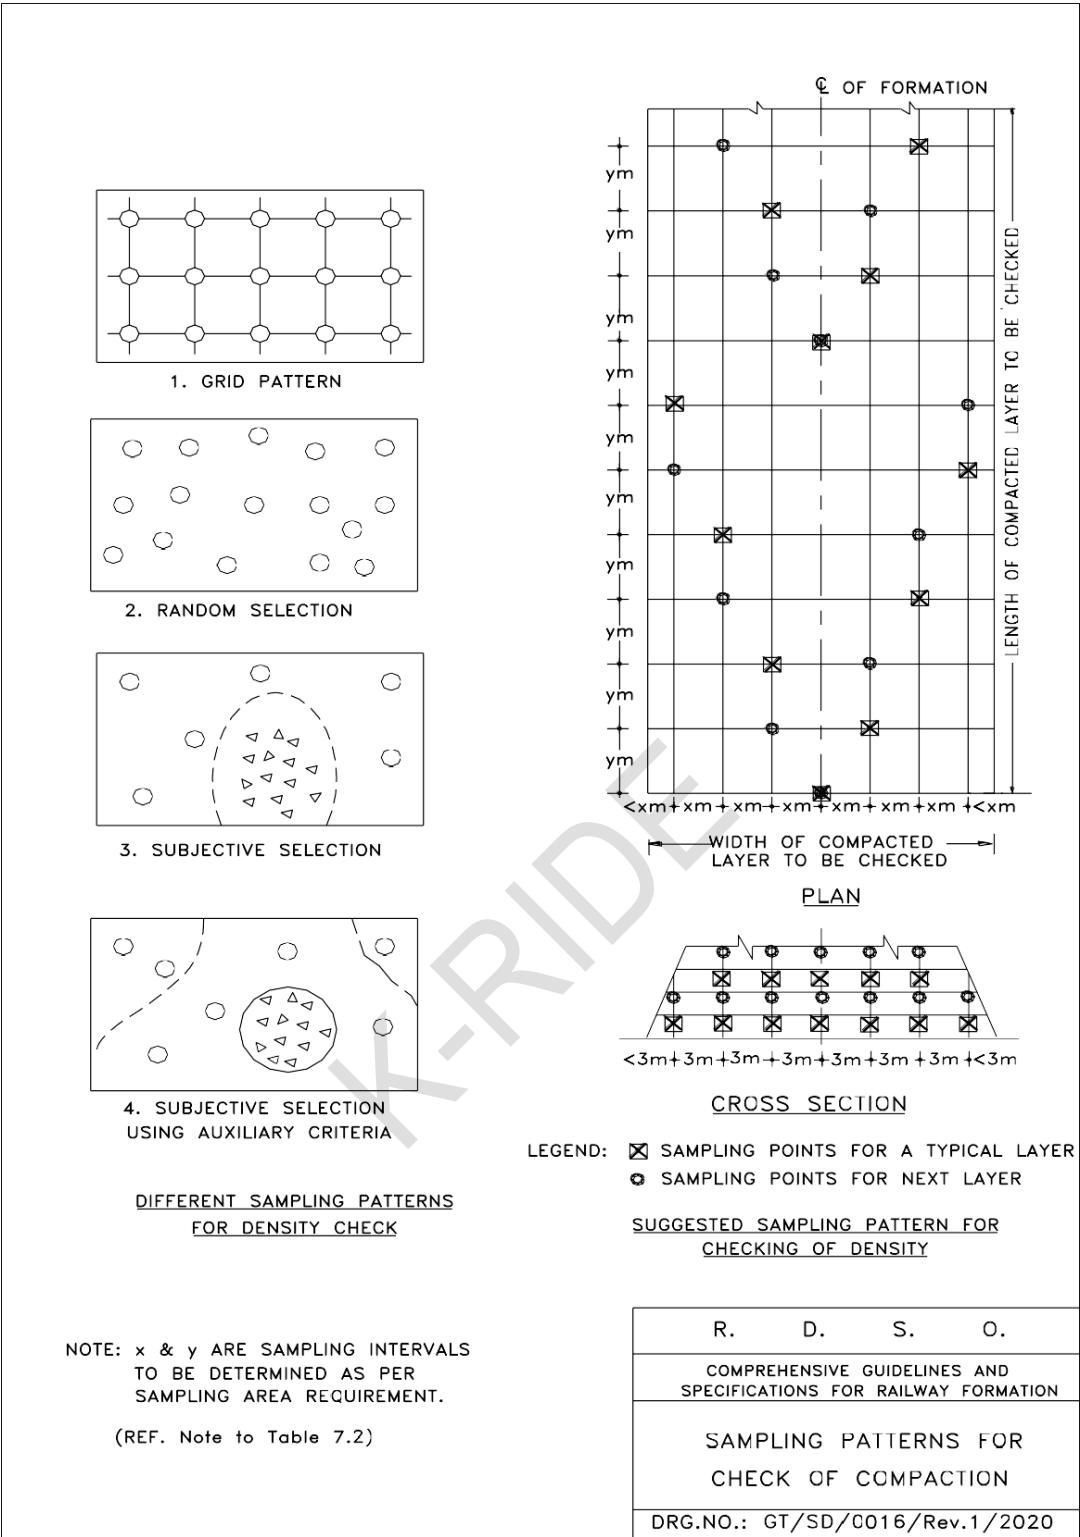 ℄ OF FORMATION
ym
ym
ym
ym
ym
ym
ym
ym
ym
ym
LENGTH OF COMPACTED LAYER TO BE CHECKED
<xm xm xm xm xm xm xm <xm
WIDTH OF COMPACTED
LAYER TO BE CHECKED
PLAN
1. GRID PATTERN
2. RANDOM SELECTION
3. SUBJECTIVE SELECTION
4. SUBJECTIVE SELECTION
USING AUXILIARY CRITERIA
DIFFERENT SAMPLING PATTERNS
FOR DENSITY CHECK
<3m 3m 3m 3m 3m 3m 3m <3m
CROSS SECTION
LEGEND: SAMPLING POINTS FOR A TYPICAL LAYER
SAMPLING POINTS FOR NEXT LAYER
SUGGESTED SAMPLING PATTERN FOR
CHECKING OF DENSITY
NOTE: x & y ARE SAMPLING INTERVALS
TO BE DETERMINED AS PER
SAMPLING AREA REQUIREMENT.
(REF. Note to Table 7.2)
R. D. S. O.
COMPREHENSIVE GUIDELINES AND
SPECIFICATIONS FOR RAILWAY FORMATION
SAMPLING PATTERNS FOR
CHECK OF COMPACTION
DRG.NO.: GT/SD/0016/Rev.1/2020
K-RIDE